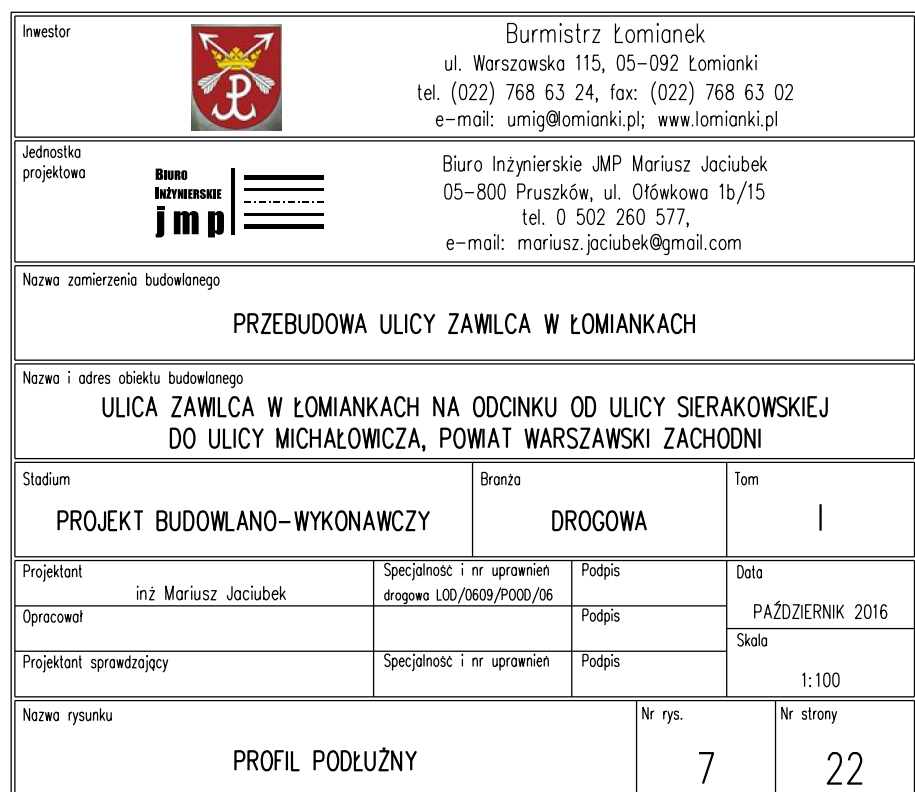 Inwestor
Burmistrz Łomianek
ul. Warszawska 115, 05-092 Łomianki
tel. (022) 768 63 24, fax: (022) 768 63 02
e-mail: umig@lomianki.pl; www.lomianki.pl
Jednostka
projektowa
BIURO
INŻYNIERSKIE
jmp
Biuro Inżynierskie JMP Mariusz Jaciubek
05-800 Pruszków, ul. Ołówkowa 1b/15
tel. 0 502 260 577,
e-mail: mariusz.jaciubek@gmail.com
Nazwa zamierzenia budowlanego
PRZEBUDOWA ULICY ZAWILCA W ŁOMIANKACH
Nazwa i adres obiektu budowlanego
ULICA ZAWILCA W ŁOMIANKACH NA ODCINKU OD ULICY SIERAKOWSKIEJ
DO ULICY MICHAŁOWICZA, POWIAT WARSZAWSKI ZACHODNI
Stadium
PROJEKT BUDOWLANO-WYKONAWCZY
Branża
DROGOWA
Tom
I
Projektant
inż Mariusz Jaciubek
Specjalność i nr uprawnień
drogowa LOD/0609/POOD/06
Podpis
Data
PAŹDZIERNIK 2016
Opracował
Podpis
Skala
1:100
Projektant sprawdzający
Specjalność i nr uprawnień
Podpis
Nazwa rysunku
PROFIL PODŁUŻNY
Nr rys.
7
Nr strony
22